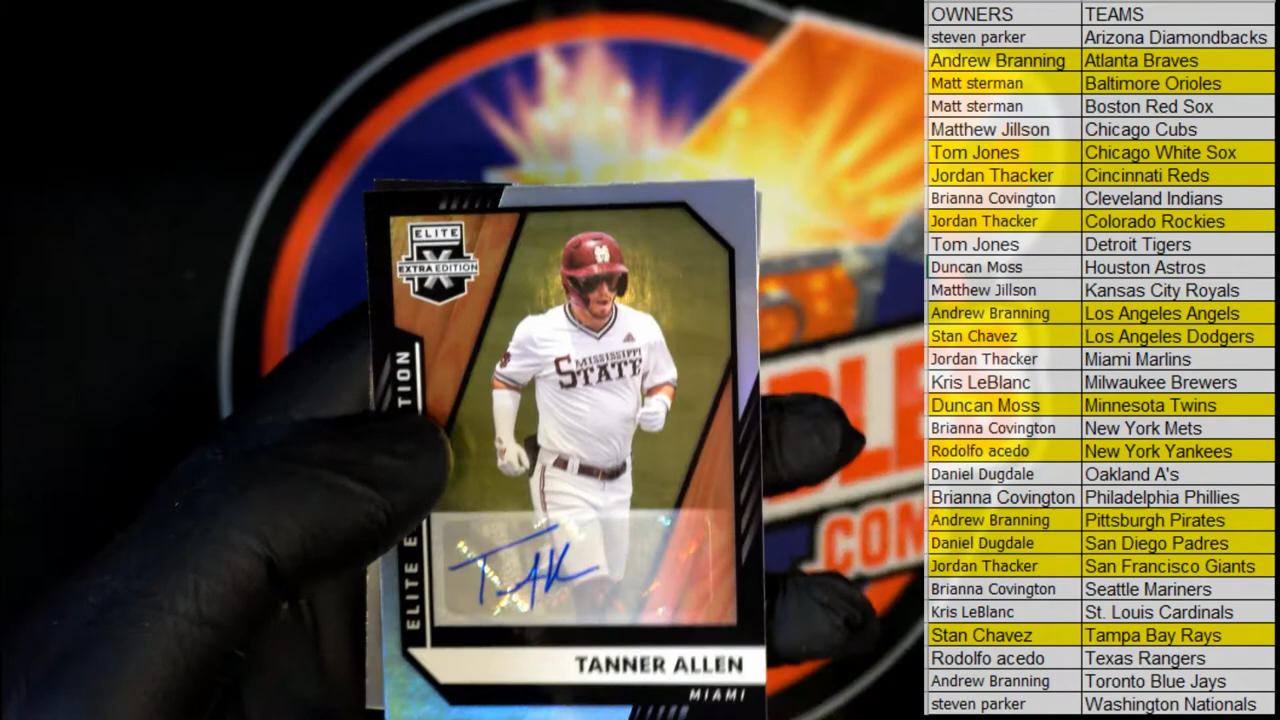 OWNERS TEAMS
steven parker Arizona Diamondbacks
Andrew Branning Atlanta Braves
Matt sterman Baltimore Orioles
Matt sterman Boston Red Sox
Matthew Jillson Chicago Cubs
Tom Jones Chicago White Sox
Jordan Thacker Cincinnati Reds
Brianna Covington Cleveland Indians
Jordan Thacker Colorado Rockies
Tom Jones Detroit Tigers
Duncan Moss Houston Astros
Matthew Jillson Kansas City Royals
Andrew Branning Los Angeles Angels
Stan Chavez Los Angeles Dodgers
Jordan Thacker Miami Marlins
Kris LeBlanc Milwaukee Brewers
Duncan Moss Minnesota Twins
Brianna Covington New York Mets
Rodolfo acedo New York Yankees
Daniel Dugdale Oakland A's
Brianna Covington Philadelphia Phillies
Andrew Branning Pittsburgh Pirates
Daniel Dugdale San Diego Padres
Jordan Thacker San Francisco Giants
Brianna Covington Seattle Mariners
Kris LeBlanc St. Louis Cardinals
Stan Chavez Tampa Bay Rays
Rodolfo acedo Texas Rangers
Andrew Branning Toronto Blue Jays
steven parker Washington Nationals
ELITE
X
EXTRA EDITION
MISSISSIPPI
STATE
ELITE E TION
TANNER ALLEN
MIAMI
COM